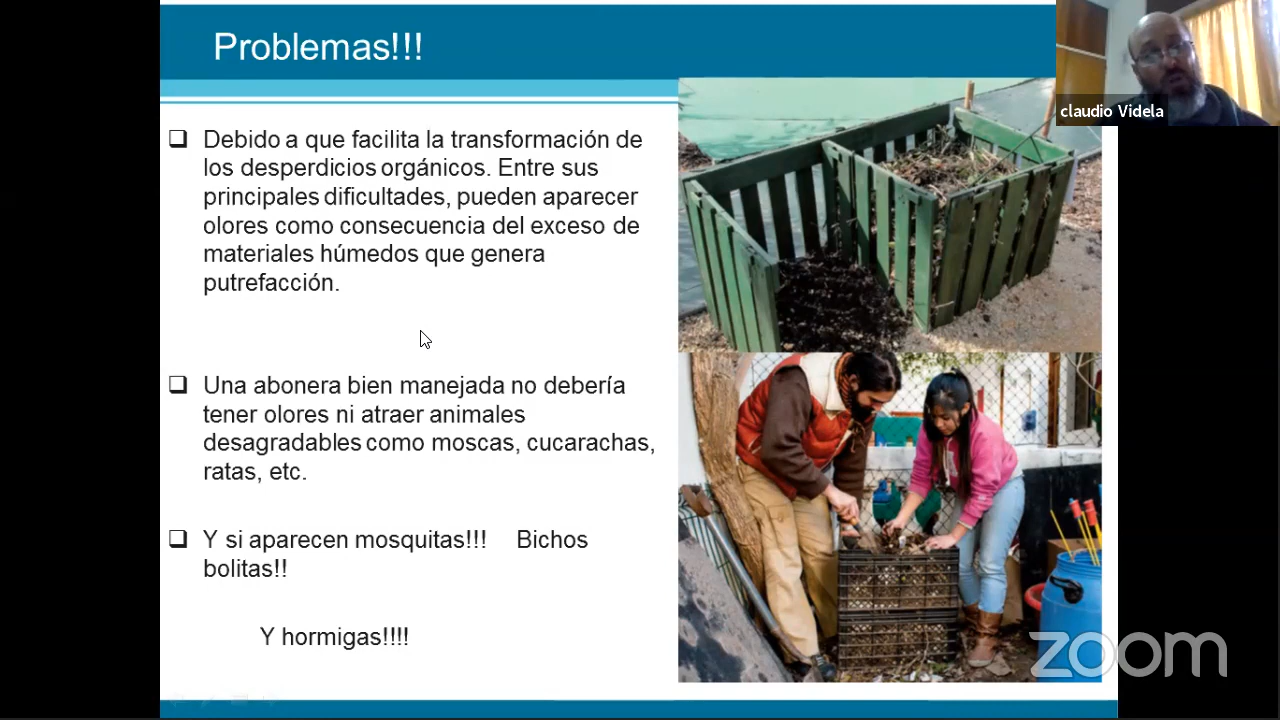 Problemas!!!
claudio Videla
❑ Debido a que facilita la transformación de
los desperdicios orgánicos. Entre sus
principales dificultades, pueden aparecer
olores como consecuencia del exceso de
materiales húmedos que genera
putrefacción.
❑ Una abonera bien manejada no debería
tener olores ni atraer animales
desagradables como moscas, cucarachas,
ratas, etc.
❑ Y si aparecen mosquitas!!! Bichos
bolitas!!
Y hormigas!!!!
zoom